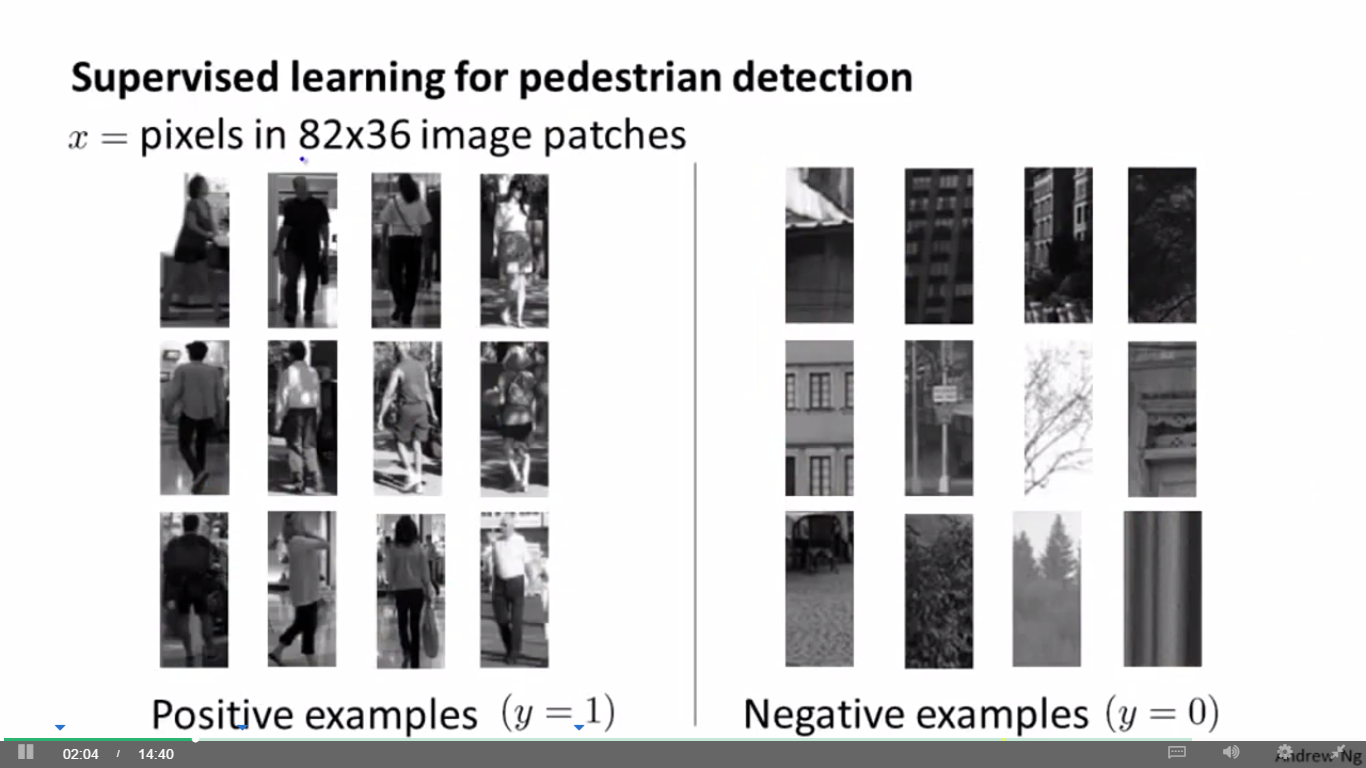 Supervised learning for pedestrian detection
x = pixels in 82x36 image patches
Positive examples (y = 1)
Negative examples (y = 0)
02:04 / 14:40
Andrew Ng